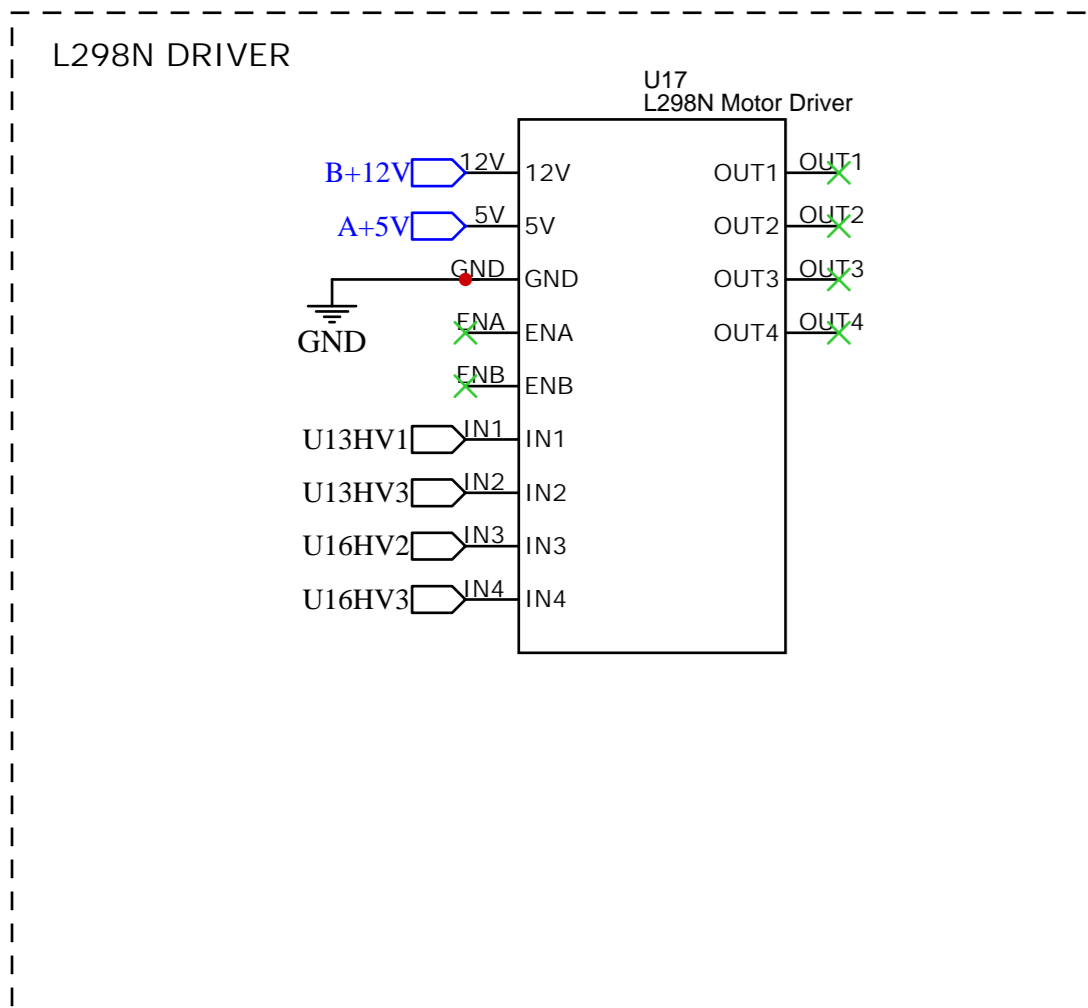 L298N DRIVER
U17
L298N Motor Driver
B+12V 12V 12V OUT1 OUT1
A+5V 5V 5V OUT2 OUT2
GND GND OUT3 OUT3
GND
ENA ENA OUT4 OUT4
ENB ENB
U13HV1 IN1 IN1
U13HV3 IN2 IN2
U16HV2 IN3 IN3
U16HV3 IN4 IN4